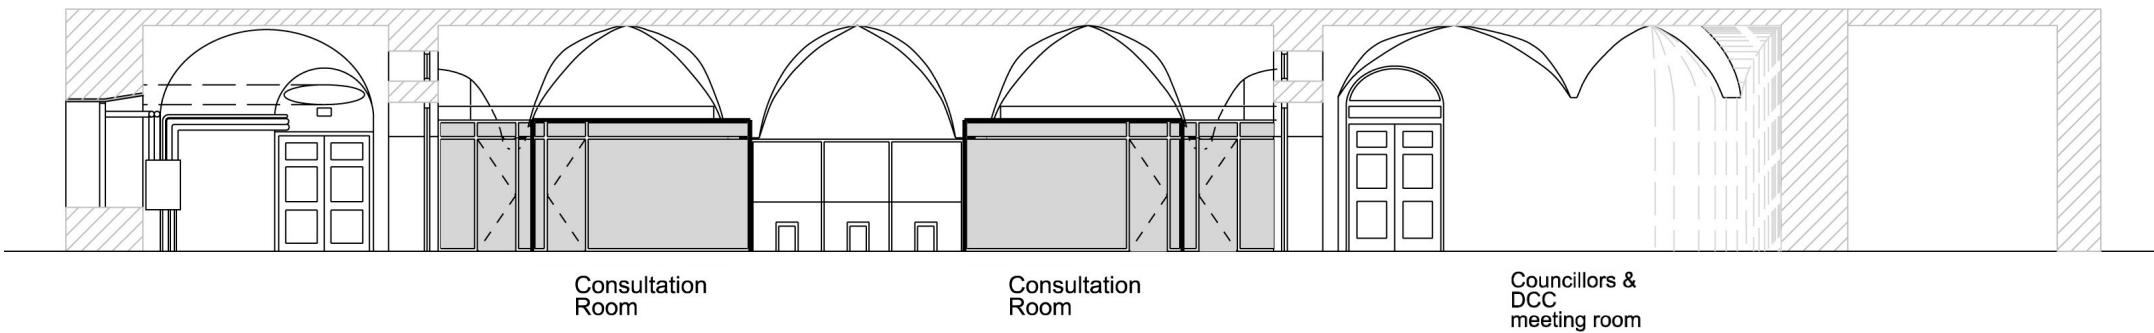 Consultation
Room
Consultation
Room
Councillors &
DCC
meeting room